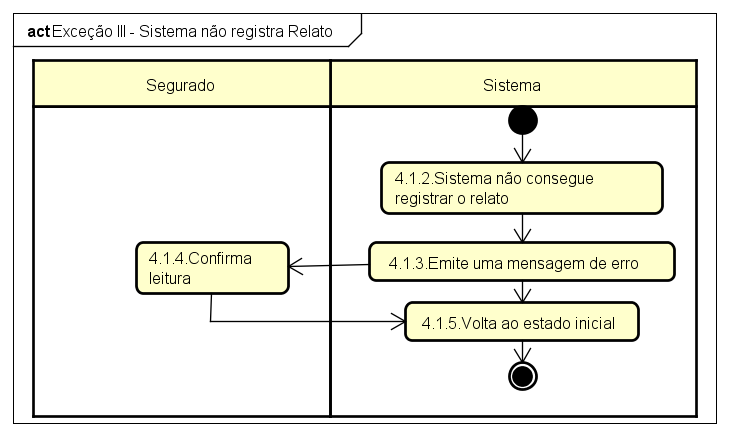 act Exceção III - Sistema não registra Relato
Segurado
Sistema
4.1.2.Sistema não consegue
registrar o relato
4.1.4.Confirma
leitura
4.1.3.Emite uma mensagem de erro
4.1.5.Volta ao estado inicial